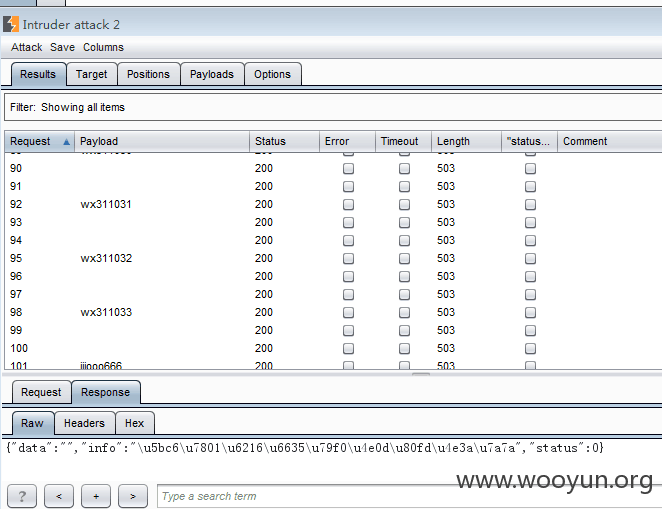 Intruder attack 2
Attack Save Columns
Results Target Positions Payloads Options
Filter: Showing all items
Request Payload Status Error Timeout Length "status... Comment
90 200 503
91 200 503
92 wx311031 200 503
93 200 503
94 200 503
95 wx311032 200 503
96 200 503
97 200 503
98 wx311033 200 503
99 200 503
100 200 503
101 200 503
Request Response
Raw Headers Hex
{"data":"","info":"\u5bc6\u7801\u6216\u6635\u79f0\u4e0d\u80fd\u4e3a\u7a7a","status":0}
www.wooyun.org
? < + > Type a search term